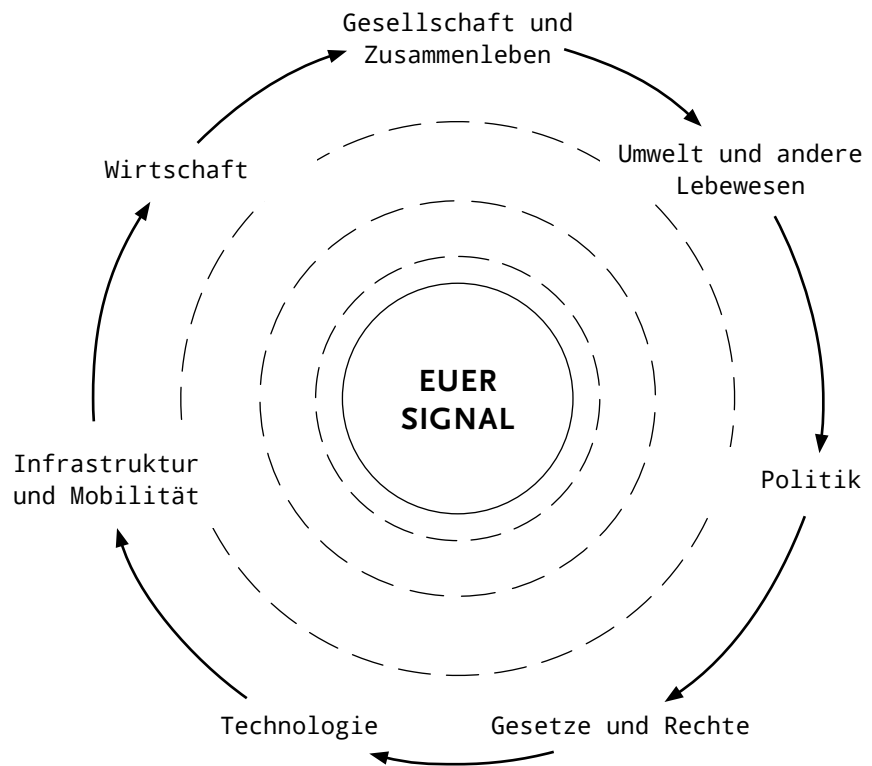 Gesellschaft und
Zusammenleben
Umwelt und andere
Lebewesen
Wirtschaft
EUER
SIGNAL
Infrastruktur
und Mobilität
Politik
Technologie
Gesetze und Rechte